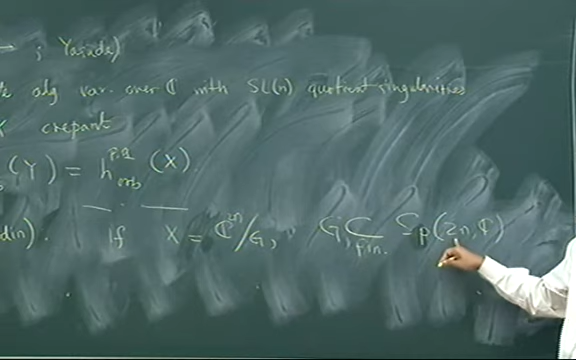 ; Yasuda)
alg var. over ℂ with SL(n) quotient singularities
crepant
(Y) = h^{p,q}_{orb} (X).
din). If X = ℂ^{2n}/G, G ⊂_{fin.} Sp(2n, ℂ)